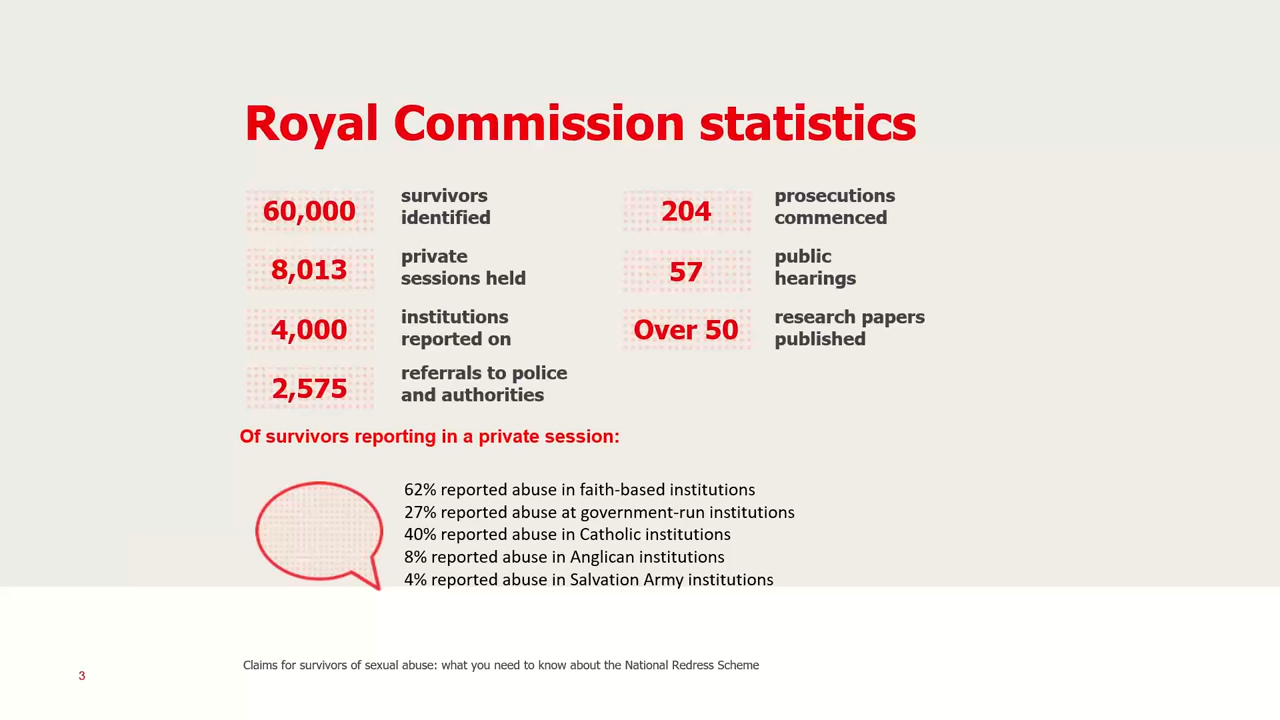 Royal Commission statistics
60,000
survivors
identified
204
prosecutions
commenced
8,013
private
sessions held
57
public
hearings
4,000
institutions
reported on
Over 50
research papers
published
2,575
referrals to police
and authorities
Of survivors reporting in a private session:
62% reported abuse in faith-based institutions
27% reported abuse at government-run institutions
40% reported abuse in Catholic institutions
8% reported abuse in Anglican institutions
4% reported abuse in Salvation Army institutions
Claims for survivors of sexual abuse: what you need to know about the National Redress Scheme
3